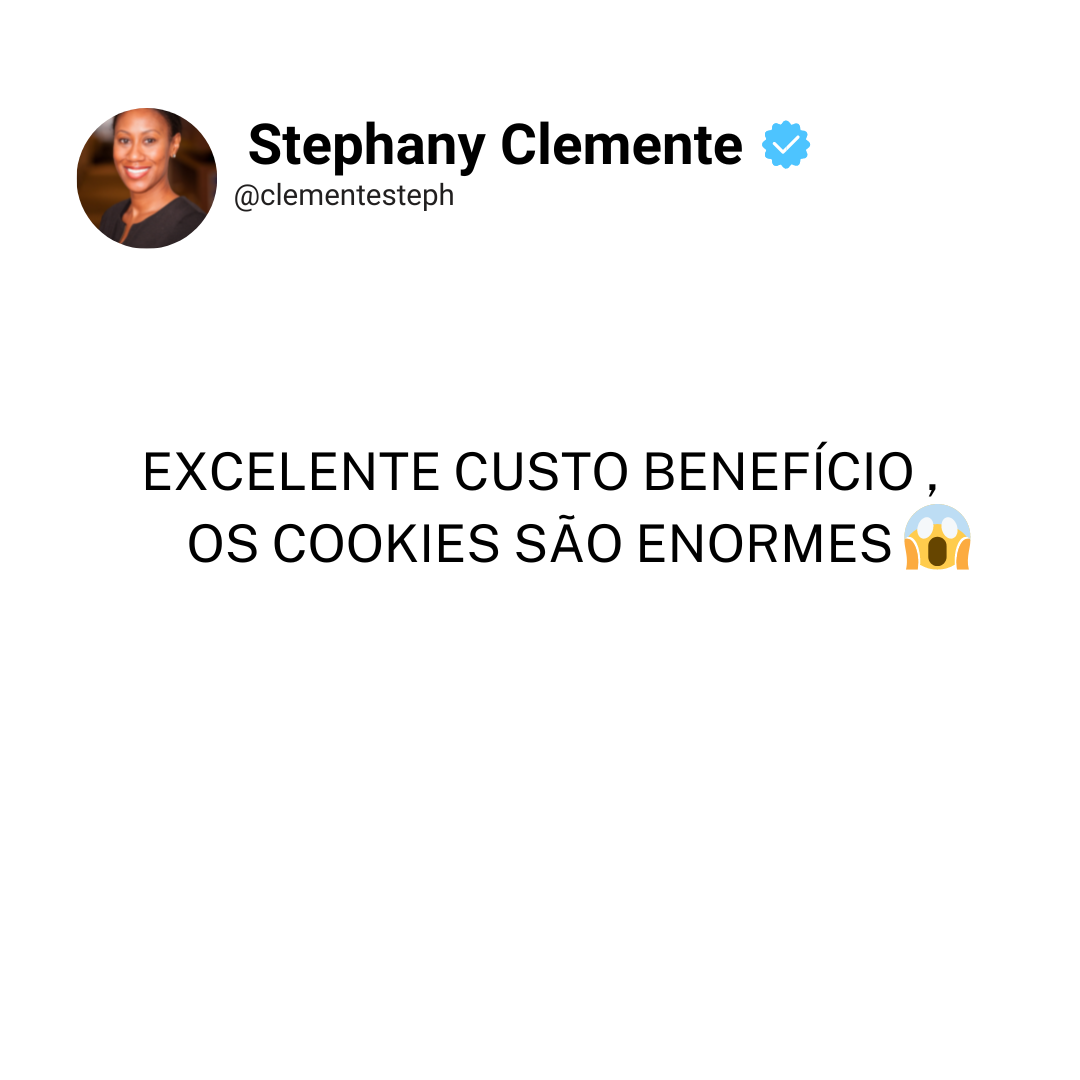 Stephany Clemente
@clementesteph
EXCELENTE CUSTO BENEFÍCIO ,
OS COOKIES SÃO ENORMES 😱